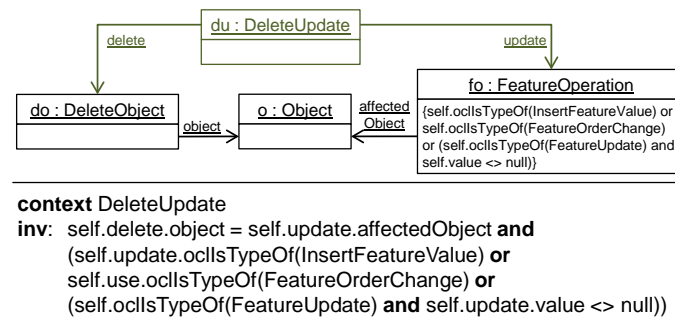 du : DeleteUpdate
delete
update
do : DeleteObject
object
o : Object
affected
Object
fo : FeatureOperation
{self.oclIsTypeOf(InsertFeatureValue) or
self.oclIsTypeOf(FeatureOrderChange)
or (self.oclIsTypeOf(FeatureUpdate) and
self.value <> null)}
context DeleteUpdate
inv: self.delete.object = self.update.affectedObject and
(self.update.oclIsTypeOf(InsertFeatureValue) or
self.use.oclIsTypeOf(FeatureOrderChange) or
(self.oclIsTypeOf(FeatureUpdate) and self.update.value <> null))